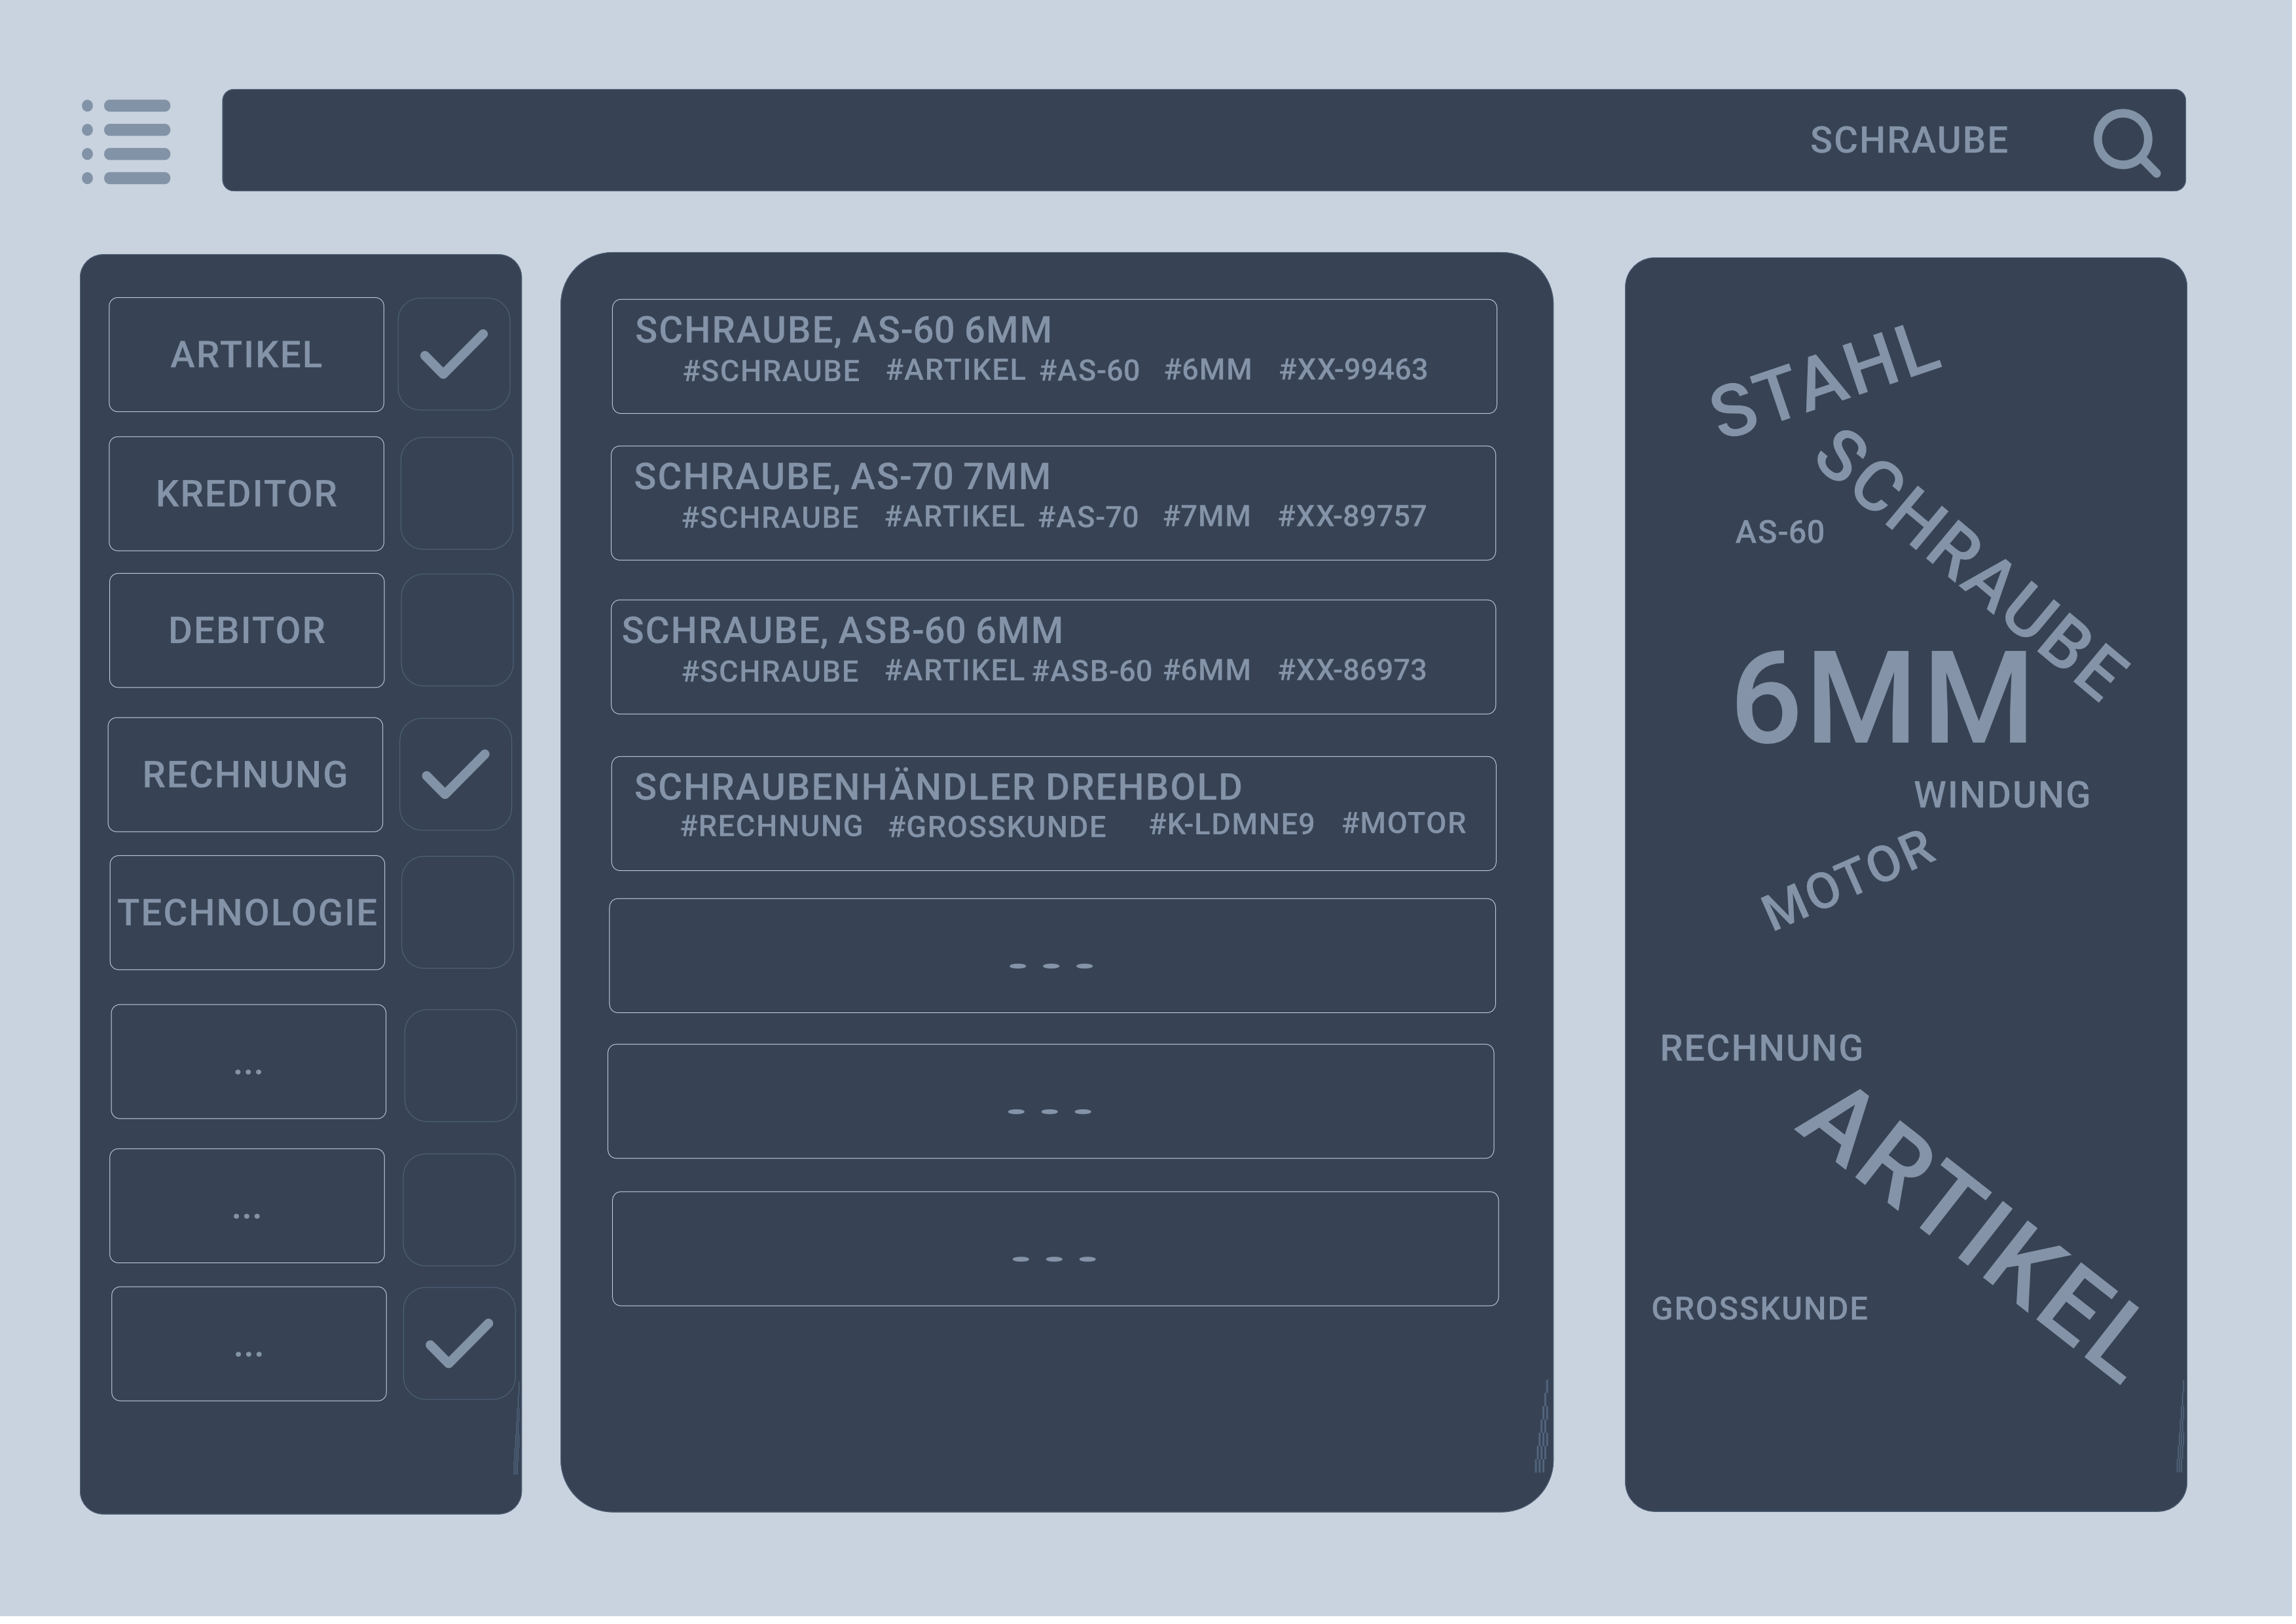 SCHRAUBE
ARTIKEL
KREDITOR
DEBITOR
RECHNUNG
TECHNOLOGIE
...
...
...
SCHRAUBE, AS-60 6MM
#SCHRAUBE #ARTIKEL #AS-60 #6MM #XX-99463
SCHRAUBE, AS-70 7MM
#SCHRAUBE #ARTIKEL #AS-70 #7MM #XX-89757
SCHRAUBE, ASB-60 6MM
#SCHRAUBE #ARTIKEL #ASB-60 #6MM #XX-86973
SCHRAUBENHÄNDLER DREHBOLD
#RECHNUNG #GROSSKUNDE #K-LDMNE9 #MOTOR
- - -
- - -
- - -
STAHL
SCHRAUBE
AS-60
6MM
WINDUNG
MOTOR
RECHNUNG
ARTIKEL
GROSSKUNDE